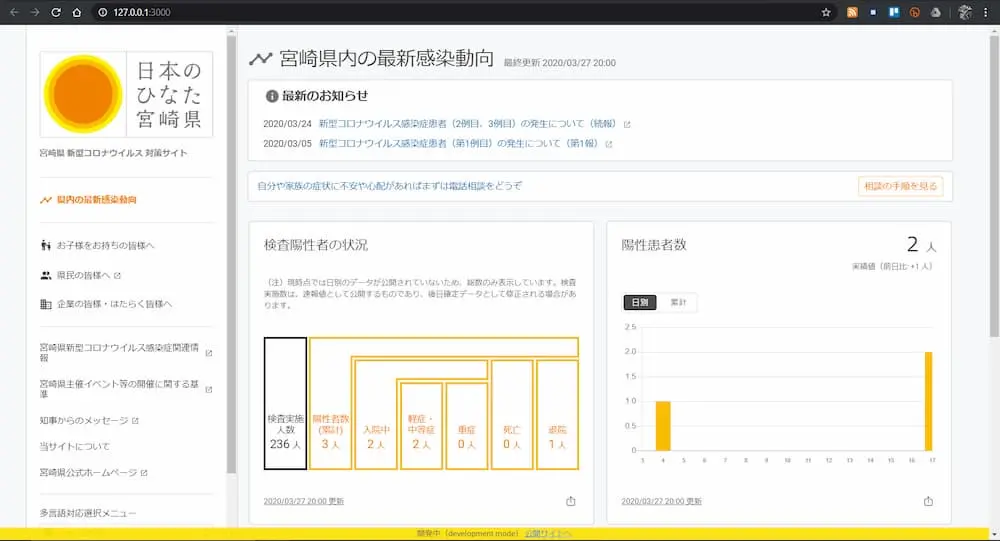 127.0.0.1:3000
日本の
ひなた
宮崎県
宮崎県 新型コロナウイルス 対策サイト
県内の最新感染動向
お子様をお持ちの皆様へ
県民の皆様へ
企業の皆様・はたらく皆様へ
宮崎県新型コロナウイルス感染症関連情
報
宮崎県主催イベント等の開催に関する基
準
知事からのメッセージ
当サイトについて
宮崎県公式ホームページ
多言語対応選択メニュー
宮崎県内の最新感染動向 最終更新 2020/03/27 20:00
最新のお知らせ
2020/03/24 新型コロナウイルス感染症患者（2例目、3例目）の発生について（続報）
2020/03/05 新型コロナウイルス感染症患者（第1例目）の発生について（第1報）
自分や家族の症状に不安や心配があればまずは電話相談をどうぞ 相談の手順を見る
検査陽性者の状況
（注）現時点では日別のデータが公開されていないため、総数のみ表示しています。検査
実施数は、速報値として公開するものであり、後日確定データとして修正される場合があ
ります。
検査実施
人数
236 人
陽性者数
(累計)
3 人
入院中
2 人
軽症・
中等症
2 人
重症
0 人
死亡
0 人
退院
1 人
2020/03/27 20:00 更新
陽性患者数
2 人
実績値（前日比: +1 人）
日別 累計
2.5
2.0
1.5
1.0
0.5
0
3 4 5 6 7 8 9 10 11 12 13 14 15 16 17
2020/03/27 20:00 更新
開発中（development mode） 公開サイトへ